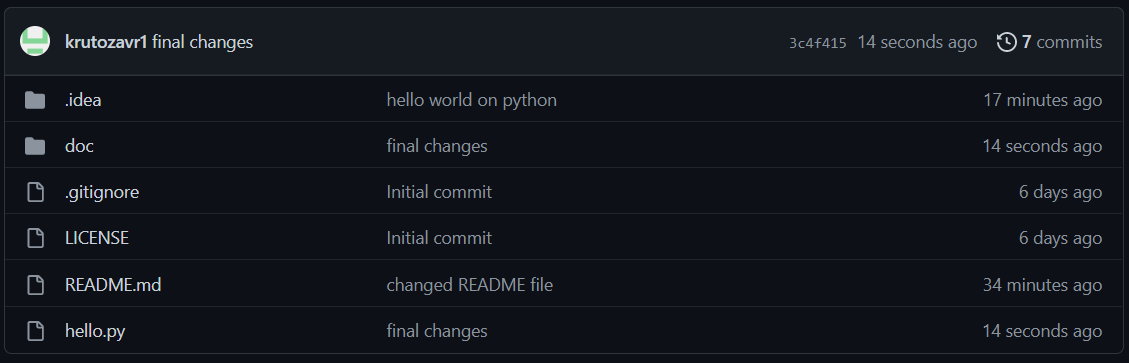 krutozavr1 final changes 3c4f415 14 seconds ago 7 commits
.idea hello world on python 17 minutes ago
doc final changes 14 seconds ago
.gitignore Initial commit 6 days ago
LICENSE Initial commit 6 days ago
README.md changed README file 34 minutes ago
hello.py final changes 14 seconds ago